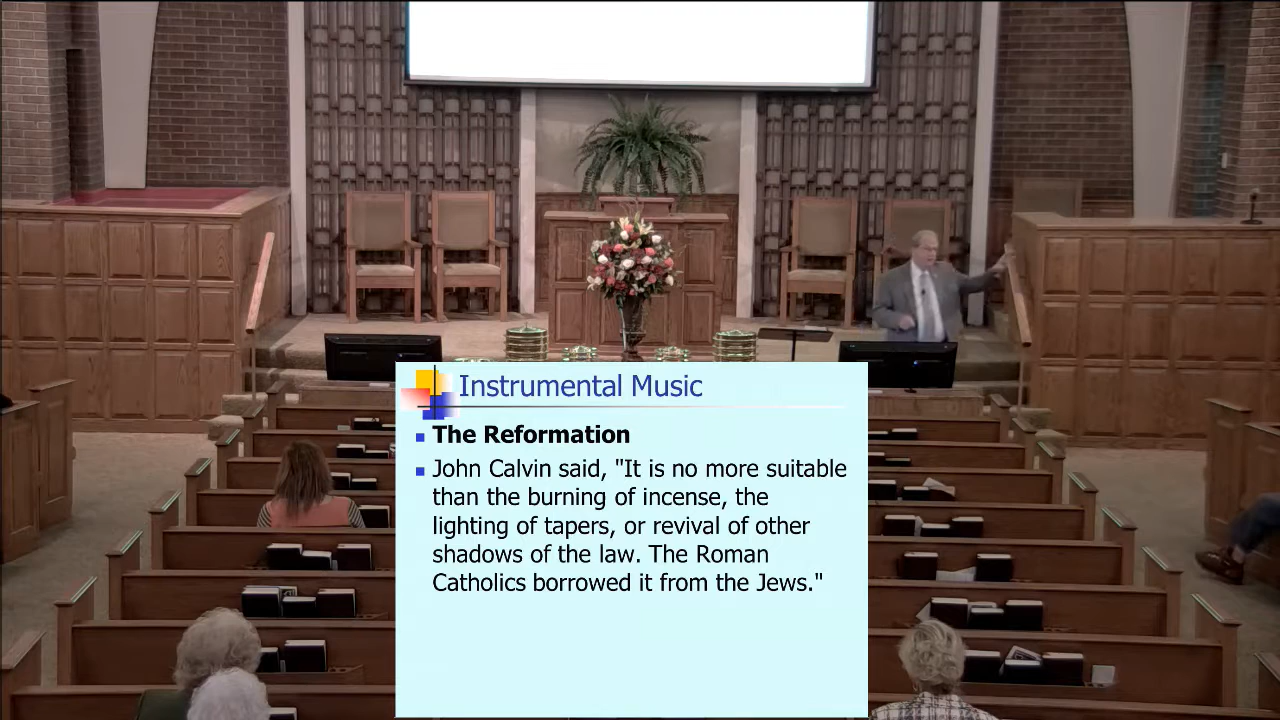 Instrumental Music
The Reformation
John Calvin said, "It is no more suitable
than the burning of incense, the
lighting of tapers, or revival of other
shadows of the law. The Roman
Catholics borrowed it from the Jews."